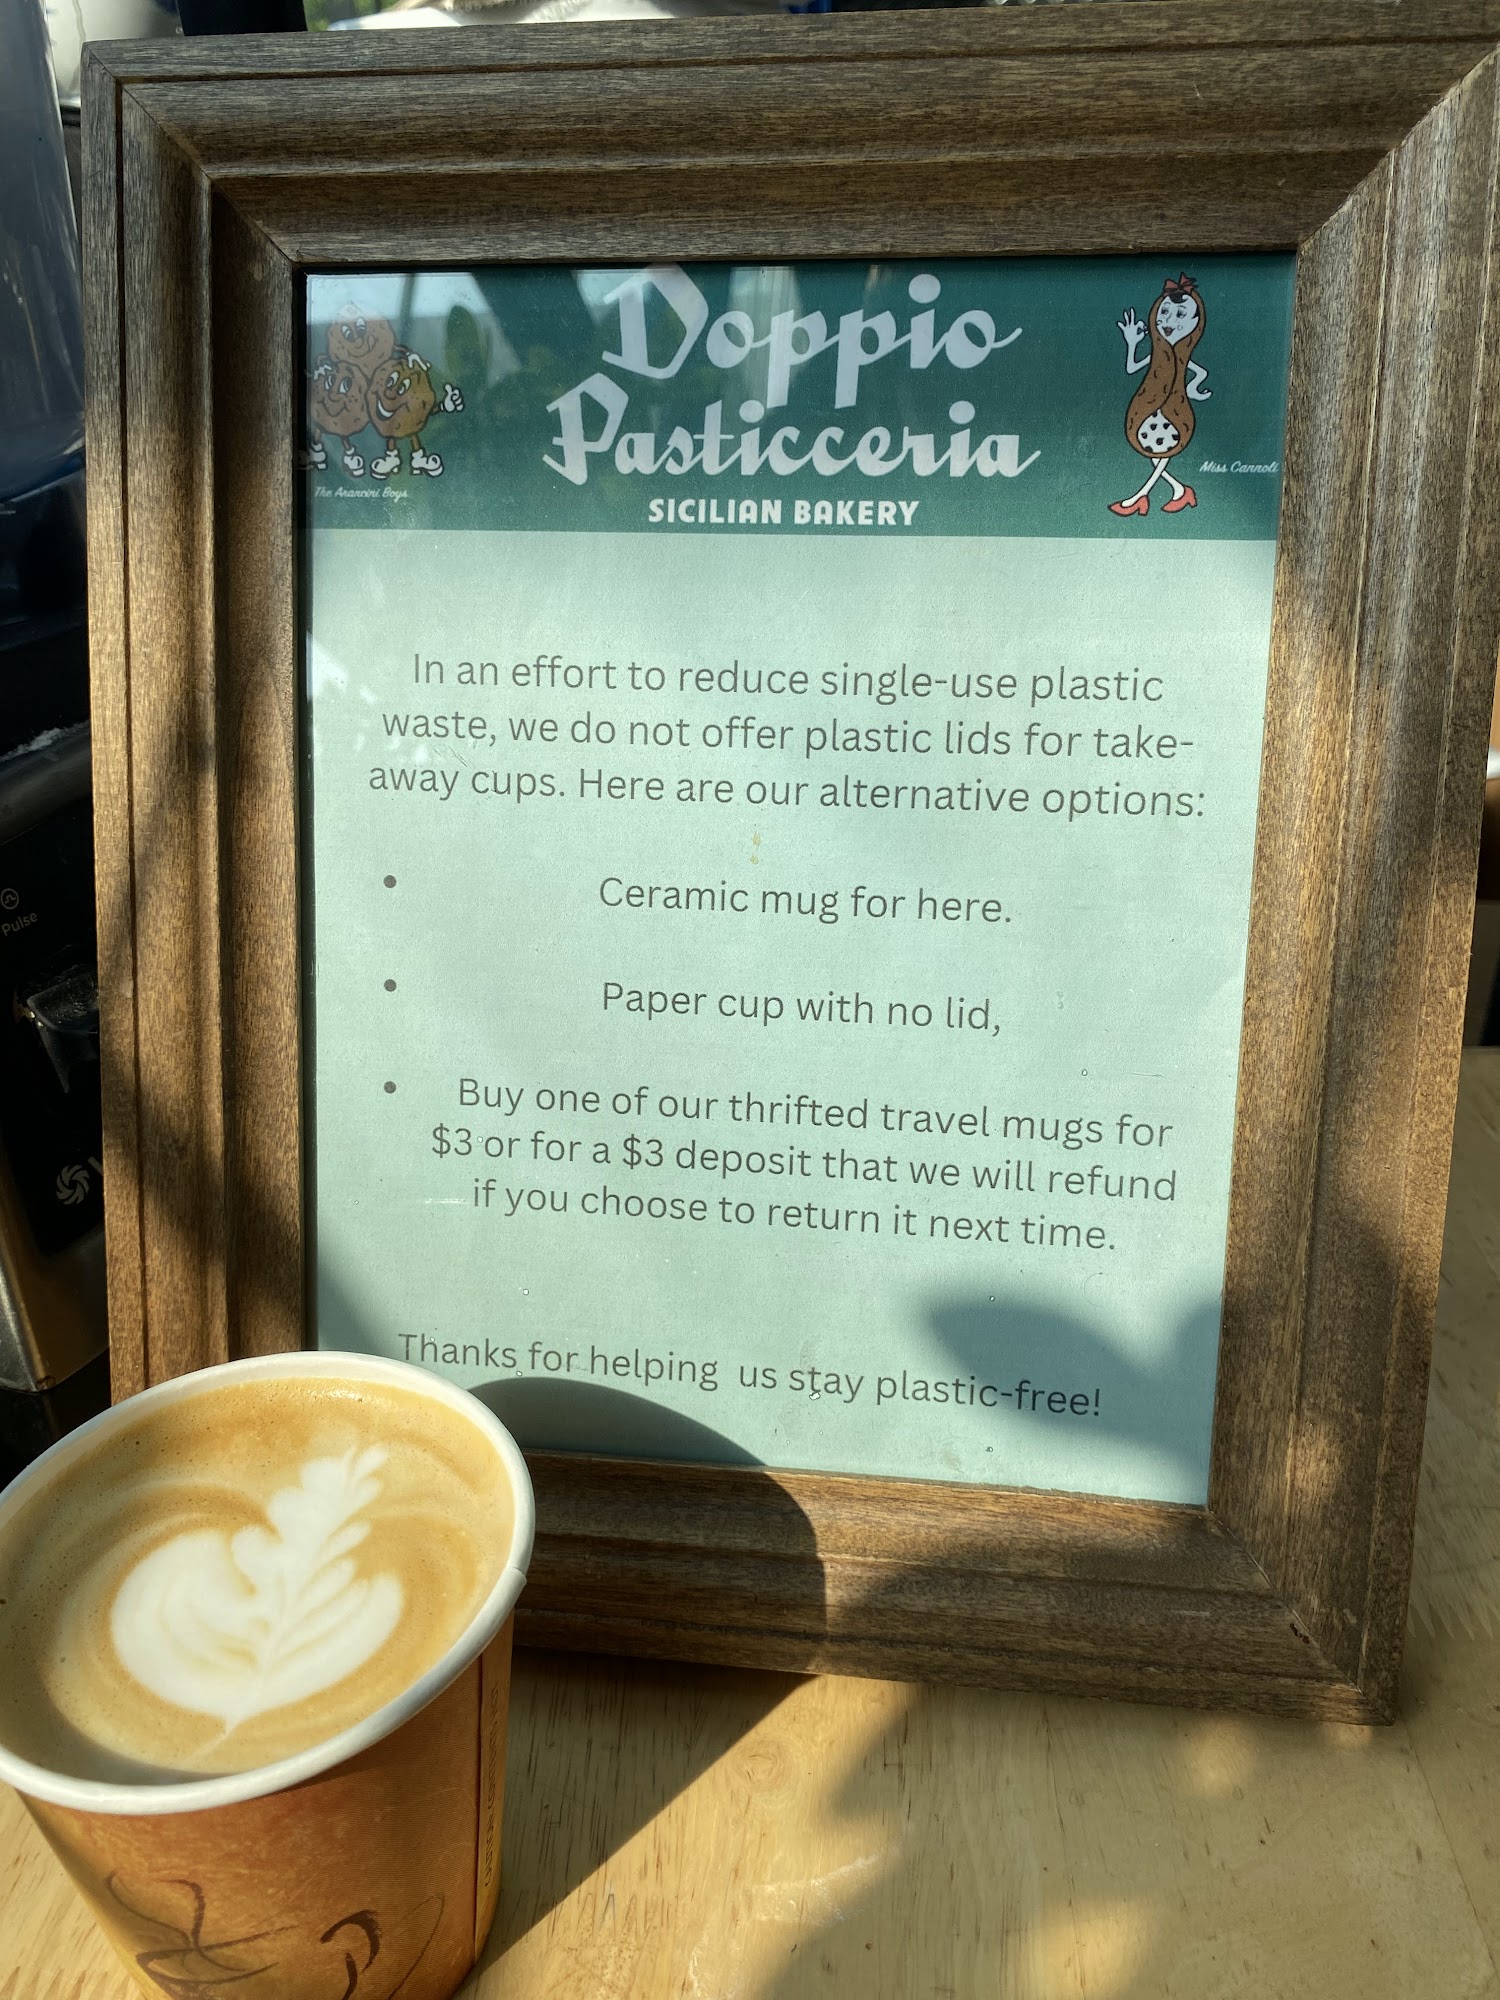 Doppio
Pasticceria
SICILIAN BAKERY
The Arancini Boys
Miss Cannoli
In an effort to reduce single-use plastic
waste, we do not offer plastic lids for take-
away cups. Here are our alternative options:
• Ceramic mug for here.
• Paper cup with no lid,
• Buy one of our thrifted travel mugs for
$3 or for a $3 deposit that we will refund
if you choose to return it next time.
Thanks for helping us stay plastic-free!
Pulse